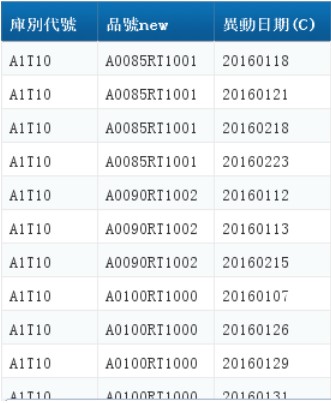 庫別代號 品號new 異動日期(C)
A1T10 A0085RT1001 20160118
A1T10 A0085RT1001 20160121
A1T10 A0085RT1001 20160218
A1T10 A0085RT1001 20160223
A1T10 A0090RT1002 20160112
A1T10 A0090RT1002 20160113
A1T10 A0090RT1002 20160215
A1T10 A0100RT1000 20160107
A1T10 A0100RT1000 20160126
A1T10 A0100RT1000 20160129
A1T10 A0100RT1000 20160131